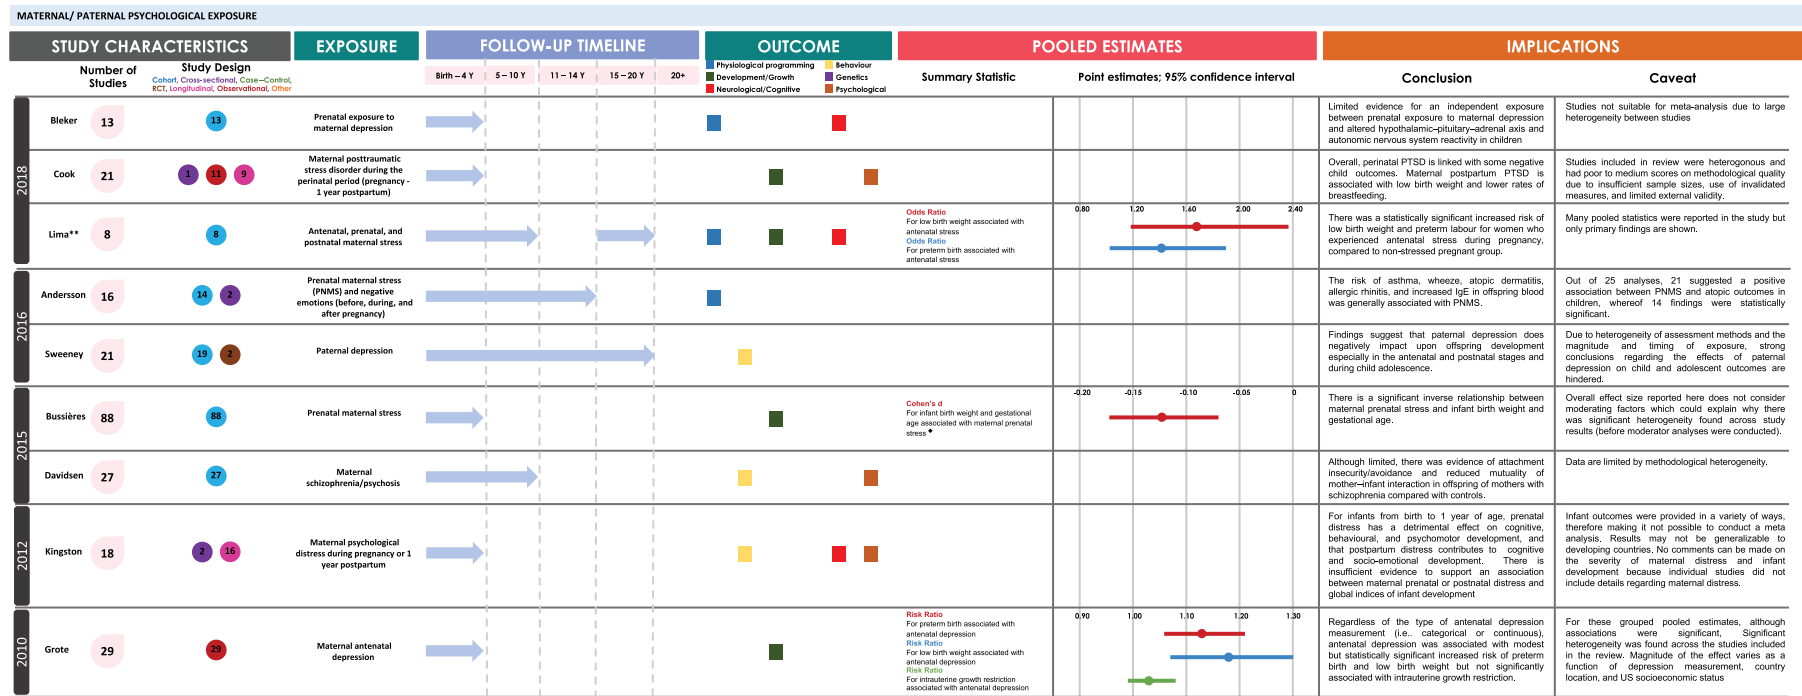 MATERNAL/ PATERNAL PSYCHOLOGICAL EXPOSURE
STUDY CHARACTERISTICS
EXPOSURE
FOLLOW-UP TIMELINE
OUTCOME
POOLED ESTIMATES
IMPLICATIONS
Number of
Studies
Study Design
Cohort, Cross-sectional, Case—Control,
RCT, Longitudinal, Observational, Other
Birth – 4 Y
5 – 10 Y
11 – 14 Y
15 – 20 Y
20+
Physiological programming
Behaviour
Development/Growth
Genetics
Neurological/Cognitive
Psychological
Summary Statistic
Point estimates; 95% confidence interval
Conclusion
Caveat
2018
Bleker
13
13
Prenatal exposure to
maternal depression
Limited evidence for an independent exposure
between prenatal exposure to maternal depression
and altered hypothalamic–pituitary–adrenal axis and
autonomic nervous system reactivity in children
Studies not suitable for meta-analysis due to large
heterogeneity between studies
Cook
21
1
11
9
Maternal posttraumatic
stress disorder during the
perinatal period (pregnancy -
1 year postpartum)
Overall, perinatal PTSD is linked with some negative
child outcomes. Maternal postpartum PTSD is
associated with low birth weight and lower rates of
breastfeeding.
Studies included in review were heterogonous and
had poor to medium scores on methodological quality
due to insufficient sample sizes, use of invalidated
measures, and limited external validity.
Lima**
8
8
Antenatal, prenatal, and
postnatal maternal stress
Odds Ratio
For low birth weight associated with
antenatal stress
Odds Ratio
For preterm birth associated with
antenatal stress
0.80
1.20
1.60
2.00
2.40
There was a statistically significant increased risk of
low birth weight and preterm labour for women who
experienced antenatal stress during pregnancy,
compared to non-stressed pregnant group.
Many pooled statistics were reported in the study but
only primary findings are shown.
2016
Andersson
16
14
2
Prenatal maternal stress
(PNMS) and negative
emotions (before, during, and
after pregnancy)
The risk of asthma, wheeze, atopic dermatitis,
allergic rhinitis, and increased IgE in offspring blood
was generally associated with PNMS.
Out of 25 analyses, 21 suggested a positive
association between PNMS and atopic outcomes in
children, whereof 14 findings were statistically
significant.
Sweeney
21
19
2
Paternal depression
Findings suggest that paternal depression does
negatively impact upon offspring development
especially in the antenatal and postnatal stages and
during child adolescence.
Due to heterogeneity of assessment methods and the
magnitude and timing of exposure, strong
conclusions regarding the effects of paternal
depression on child and adolescent outcomes are
hindered.
2015
Bussières
88
88
Prenatal maternal stress
Cohen's d
For infant birth weight and gestational
age associated with maternal prenatal
stress ◆
-0.20
-0.15
-0.10
-0.05
0
There is a significant inverse relationship between
maternal prenatal stress and infant birth weight and
gestational age.
Overall effect size reported here does not consider
moderating factors which could explain why there
was significant heterogeneity found across study
results (before moderator analyses were conducted).
Davidsen
27
27
Maternal
schizophrenia/psychosis
Although limited, there was evidence of attachment
insecurity/avoidance and reduced mutuality of
mother–infant interaction in offspring of mothers with
schizophrenia compared with controls.
Data are limited by methodological heterogeneity.
2012
Kingston
18
2
16
Maternal psychological
distress during pregnancy or 1
year postpartum
For infants from birth to 1 year of age, prenatal
distress has a detrimental effect on cognitive,
behavioural, and psychomotor development, and
that postpartum distress contributes to cognitive
and socio-emotional development. There is
insufficient evidence to support an association
between maternal prenatal or postnatal distress and
global indices of infant development
Infant outcomes were provided in a variety of ways,
therefore making it not possible to conduct a meta
analysis. Results may not be generalizable to
developing countries. No comments can be made on
the severity of maternal distress and infant
development because individual studies did not
include details regarding maternal distress.
2010
Grote
29
29
Maternal antenatal
depression
Risk Ratio
For preterm birth associated with
antenatal depression
Risk Ratio
For low birth weight associated with
antenatal depression
Risk Ratio
For intrauterine growth restriction
associated with antenatal depression
0.90
1.00
1.10
1.20
1.30
Regardless of the type of antenatal depression
measurement (i.e.. categorical or continuous),
antenatal depression was associated with modest
but statistically significant increased risk of preterm
birth and low birth weight but not significantly
associated with intrauterine growth restriction.
For these grouped pooled estimates, although
associations were significant, Significant
heterogeneity was found across the studies included
in the review. Magnitude of the effect varies as a
function of depression measurement, country
location, and US socioeconomic status